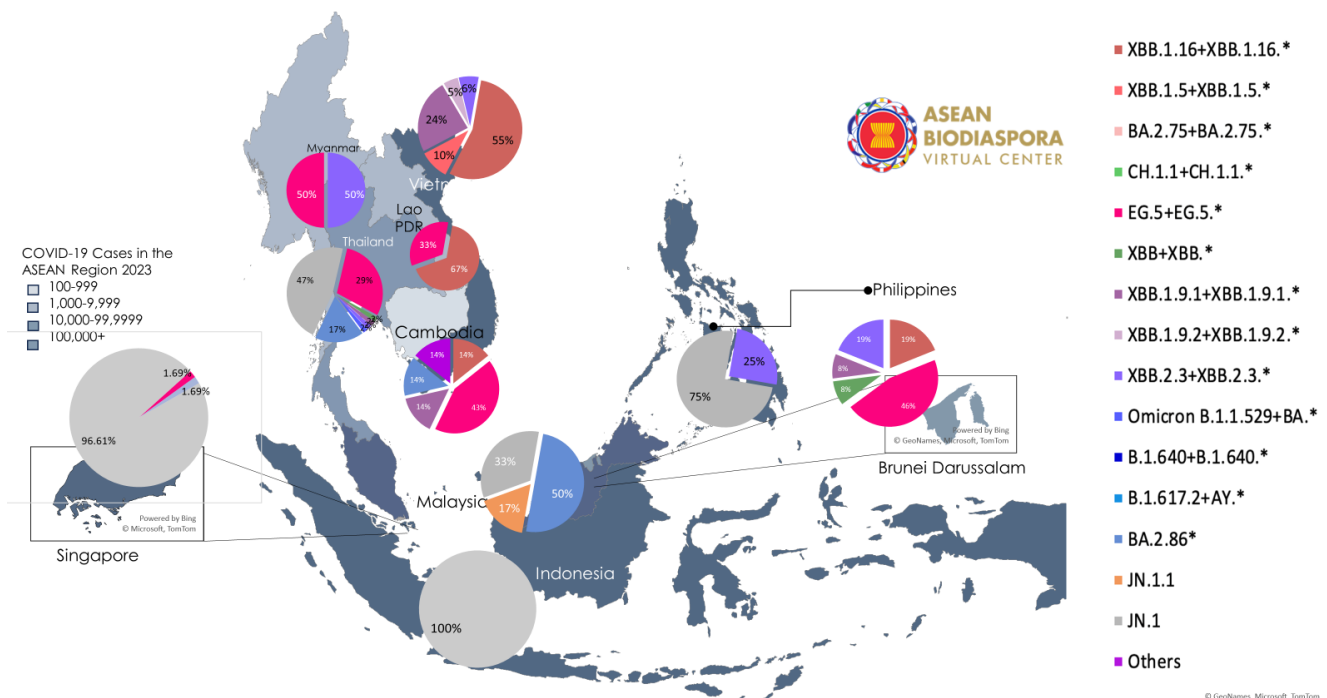 XBB.1.16+XBB.1.16.*
XBB.1.5+XBB.1.5.*
BA.2.75+BA.2.75.*
CH.1.1+CH.1.1.*
EG.5+EG.5.*
XBB+XBB.*
XBB.1.9.1+XBB.1.9.1.*
XBB.1.9.2+XBB.1.9.2.*
XBB.2.3+XBB.2.3.*
Omicron B.1.1.529+BA.*
B.1.640+B.1.640.*
B.1.617.2+AY.*
BA.2.86*
JN.1.1
JN.1
Others
© GeoNames, Microsoft, TomTom
ASEAN
BIODIASPORA
VIRTUAL CENTER
5%
6%
24%
55%
10%
Myanmar
50%
50%
Lao
PDR
33%
67%
Thailand
47%
29%
17%
COVID-19 Cases in the
ASEAN Region 2023
100-999
1,000-9,999
10,000-99,9999
100,000+
1.69%
1.69%
96.61%
Powered by Bing
© Microsoft, TomTom
Singapore
Cambodia
14%
14%
14%
14%
43%
Philippines
25%
75%
19%
19%
8%
8%
46%
Powered by Bing
© GeoNames, Microsoft, TomTom
Brunei Darussalam
Malaysia
33%
50%
17%
Indonesia
100%